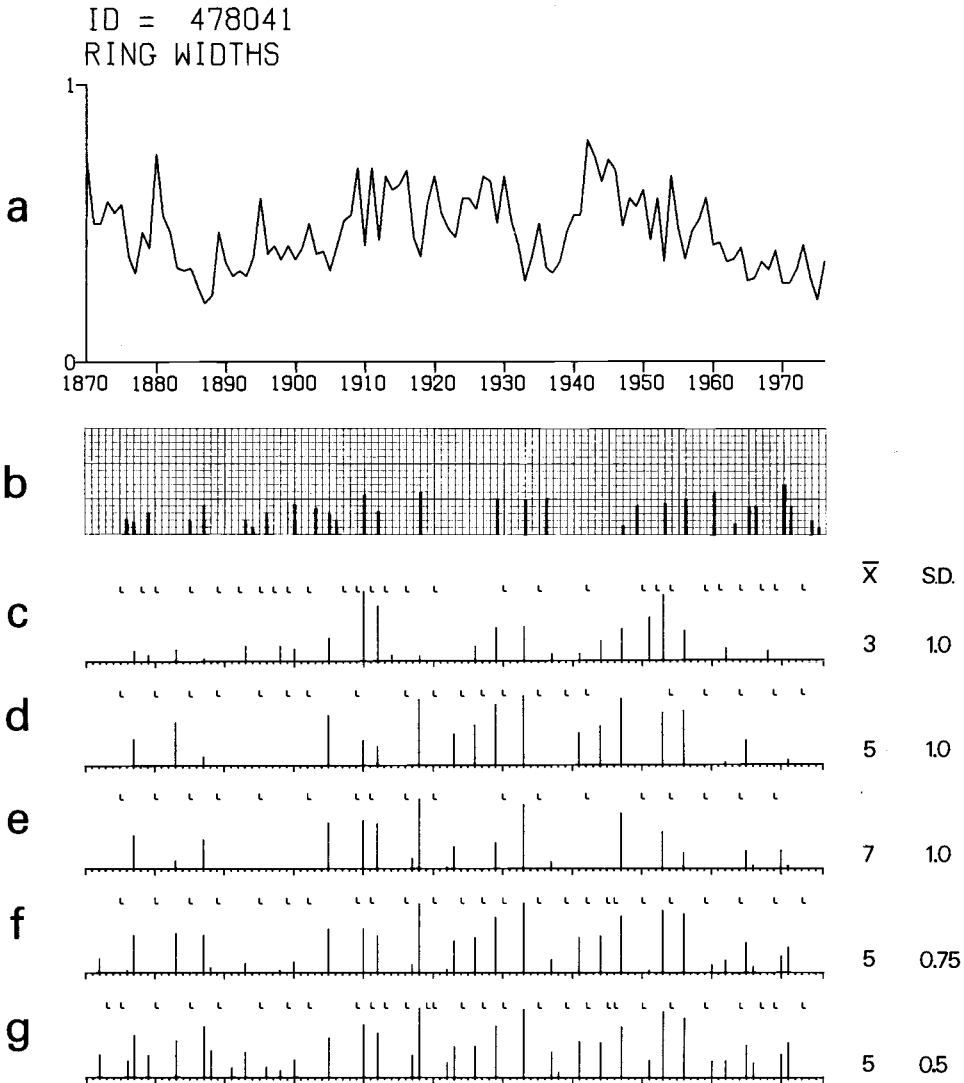 ID = 478041
RING WIDTHS
1
a
0
1870 1880 1890 1900 1910 1920 1930 1940 1950 1960 1970
b
X̅ S.D.
c 3 1.0
d 5 1.0
e 7 1.0
f 5 0.75
g 5 0.5